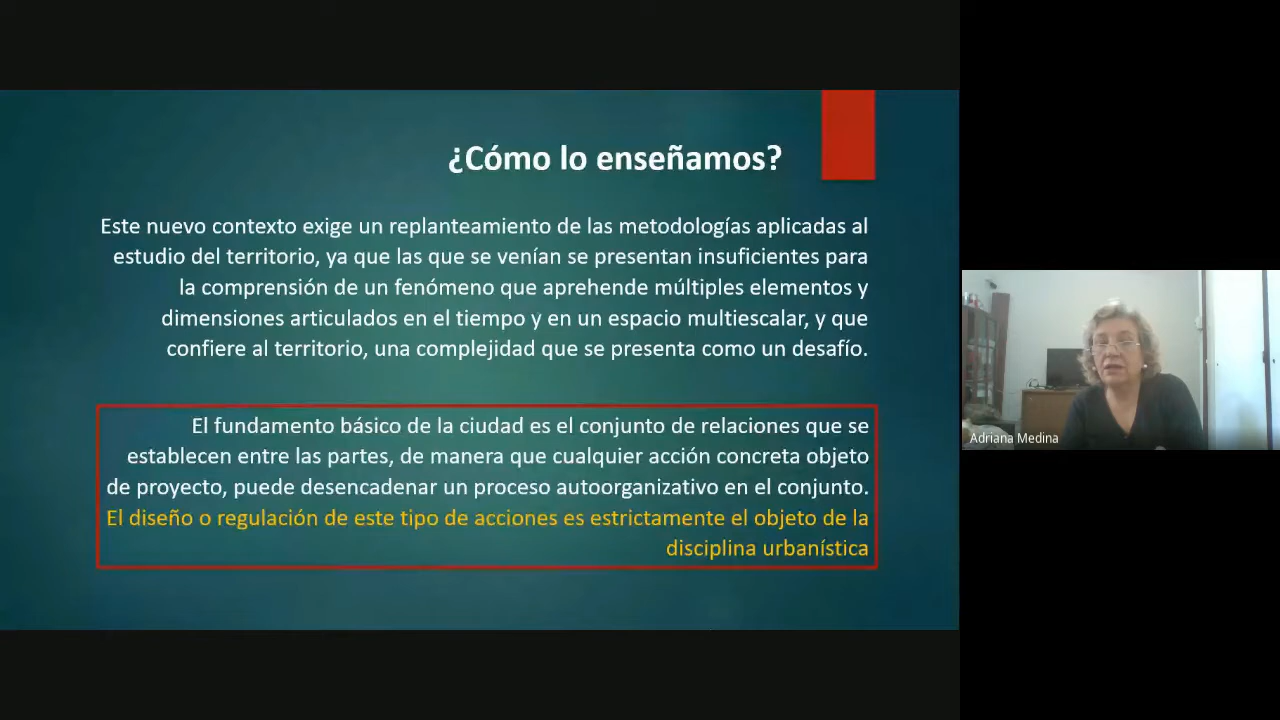 ¿Cómo lo enseñamos?
Este nuevo contexto exige un replanteamiento de las metodologías aplicadas al
estudio del territorio, ya que las que se venían se presentan insuficientes para
la comprensión de un fenómeno que aprehende múltiples elementos y
dimensiones articulados en el tiempo y en un espacio multiescalar, y que
confiere al territorio, una complejidad que se presenta como un desafío.
El fundamento básico de la ciudad es el conjunto de relaciones que se
establecen entre las partes, de manera que cualquier acción concreta objeto
de proyecto, puede desencadenar un proceso autoorganizativo en el conjunto.
El diseño o regulación de este tipo de acciones es estrictamente el objeto de la
disciplina urbanística
Adriana Medina